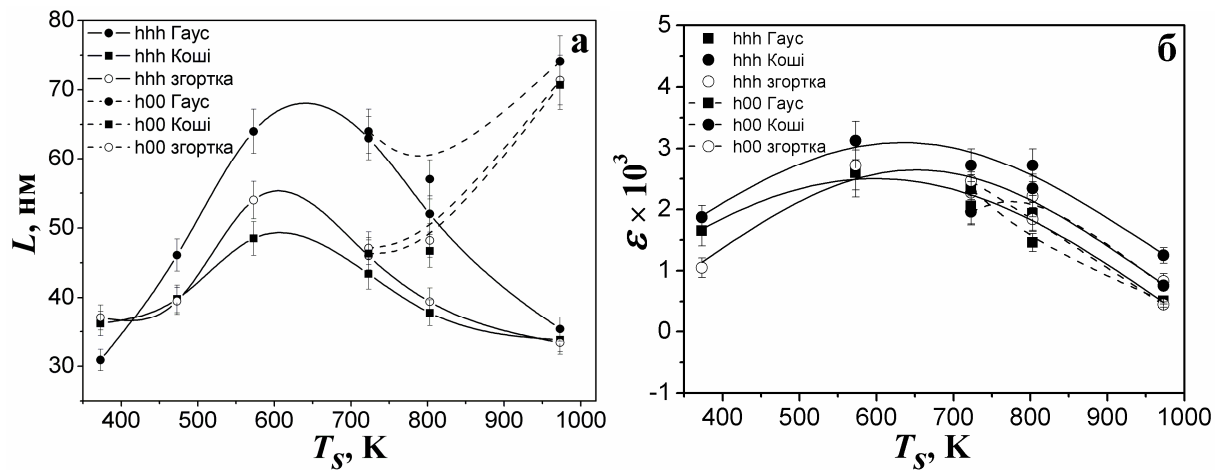 80
70
60
50
40
30
L, нм
hhh Гаус
hhh Коші
hhh згортка
h00 Гаус
h00 Коші
h00 згортка
а
400 500 600 700 800 900 1000
Ts, К
5
4
3
2
1
0
-1
ε × 10³
hhh Гаус
hhh Коші
hhh згортка
h00 Гаус
h00 Коші
h00 згортка
б
400 500 600 700 800 900 1000
Ts, К